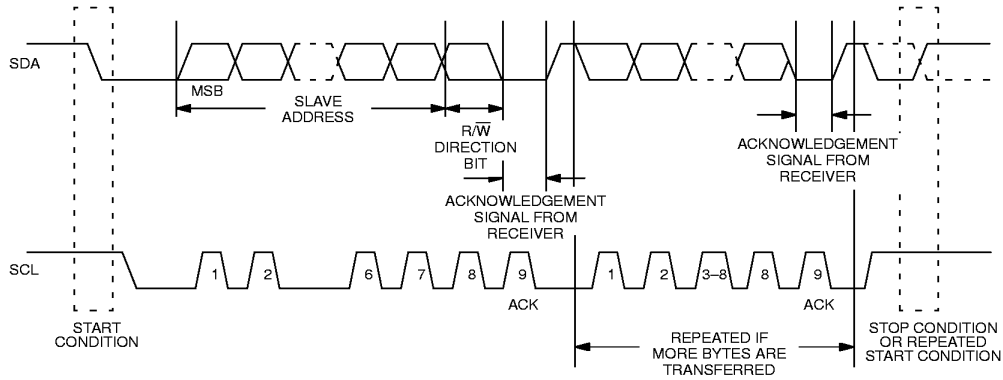 SDA
MSB
SLAVE
ADDRESS
R/W̅
DIRECTION
BIT
ACKNOWLEDGEMENT
SIGNAL FROM
RECEIVER
ACKNOWLEDGEMENT
SIGNAL FROM
RECEIVER
SCL
1 2 6 7 8 9 1 2 3–8 8 9
ACK ACK
START
CONDITION
REPEATED IF
MORE BYTES ARE
TRANSFERRED
STOP CONDITION
OR REPEATED
START CONDITION